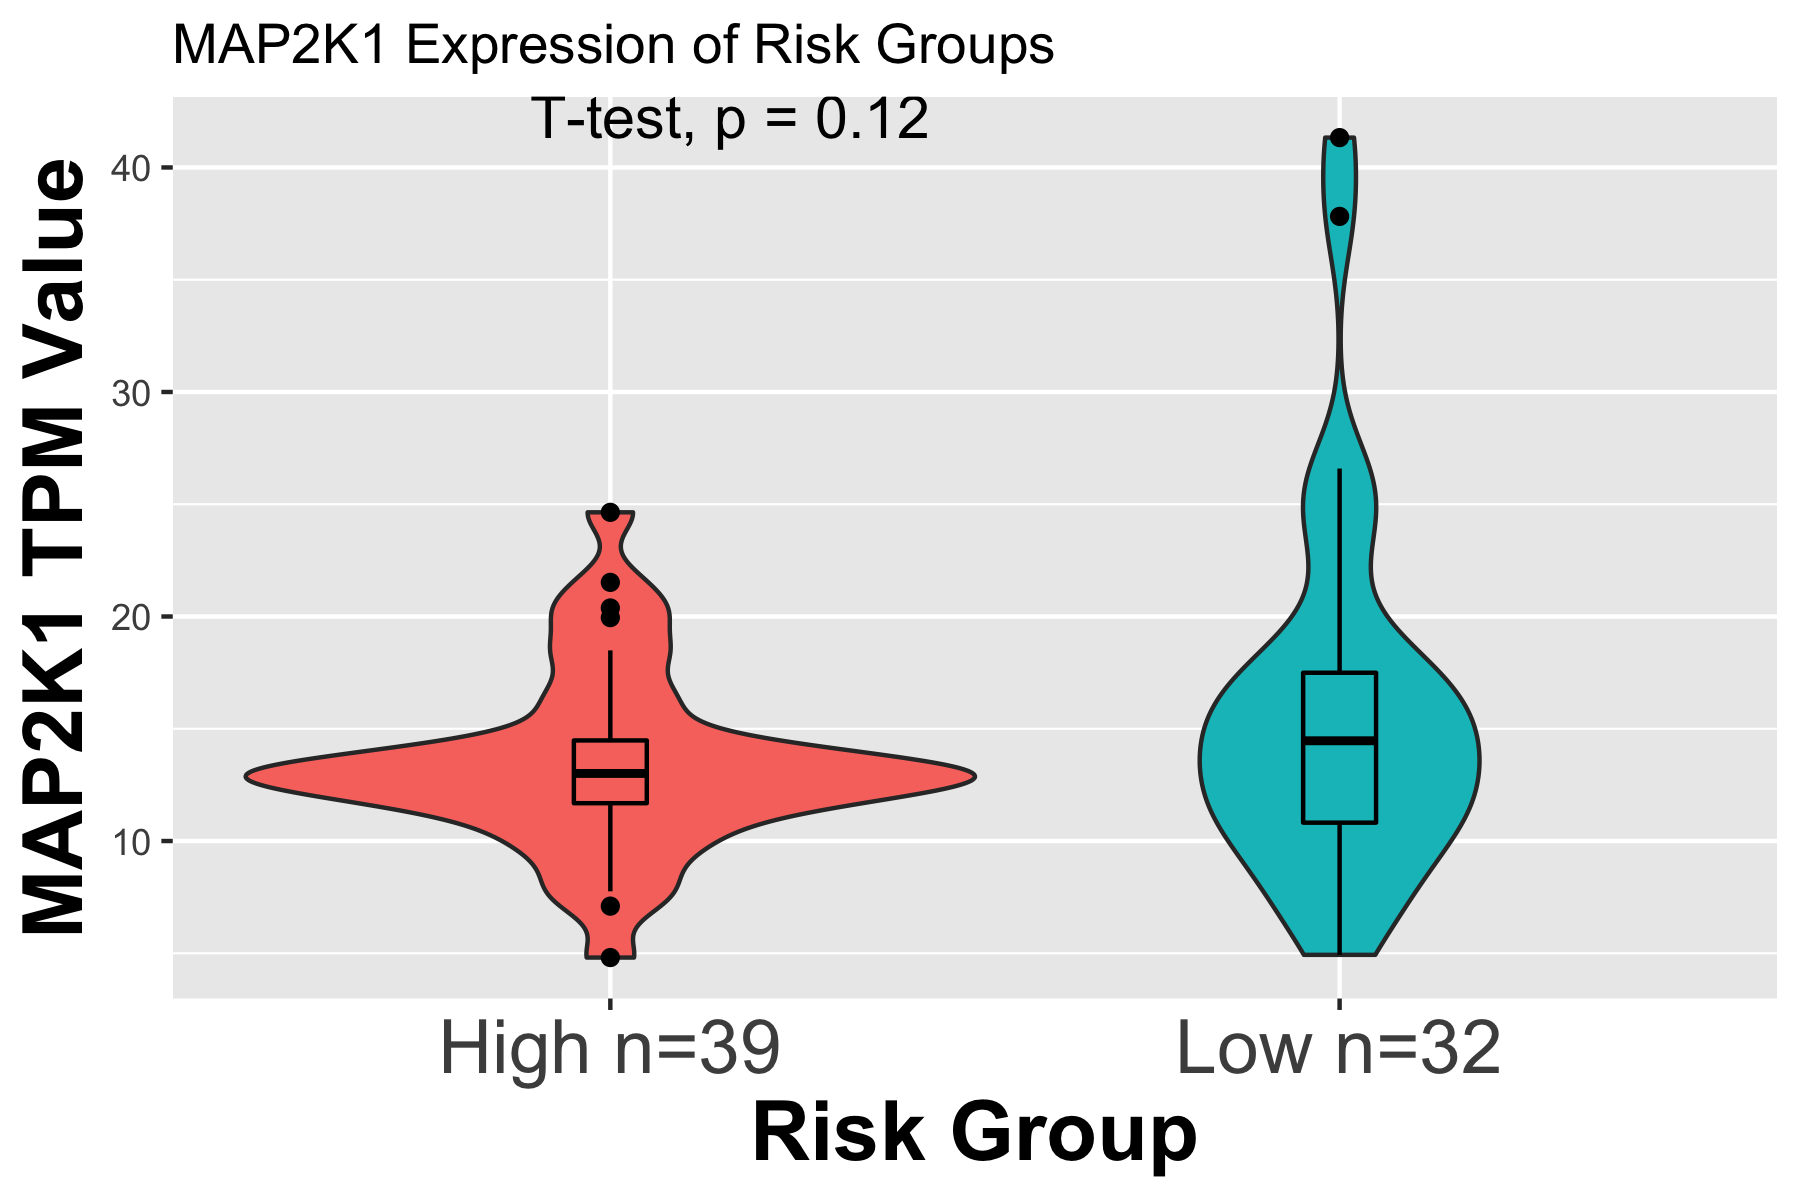 MAP2K1 Expression of Risk Groups
T-test, p = 0.12
MAP2K1 TPM Value
40
30
20
10
High n=39
Low n=32
Risk Group